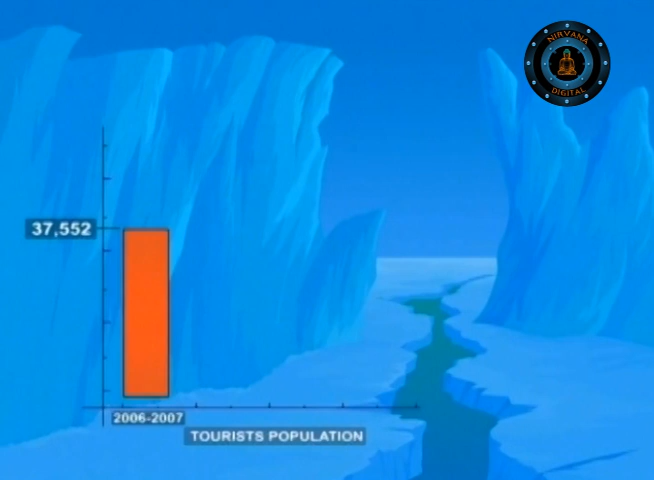 NIRVANA
DIGITAL
37,552
2006-2007
TOURISTS POPULATION